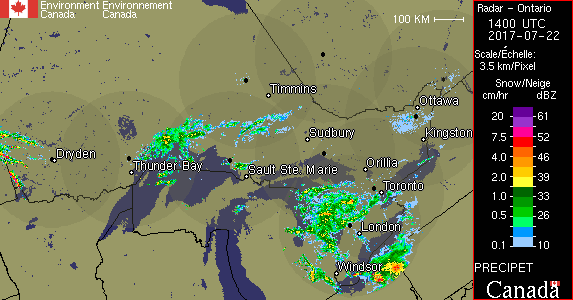 Environment Environnement
Canada Canada
100 KM
Timmins
Ottawa
Sudbury
Kingston
Dryden
Thunder Bay
Sault Ste. Marie
Orillia
Toronto
London
Windsor
Radar - Ontario
1400 UTC
2017-07-22
Scale/Échelle:
3.5 km/Pixel
Snow/Neige
cm/hr dBZ
20 61
7.5 57
5.5 52
4.0 46
2.0 39
1.0 33
0.5 26
0.1 10
PRECIPET
Canada